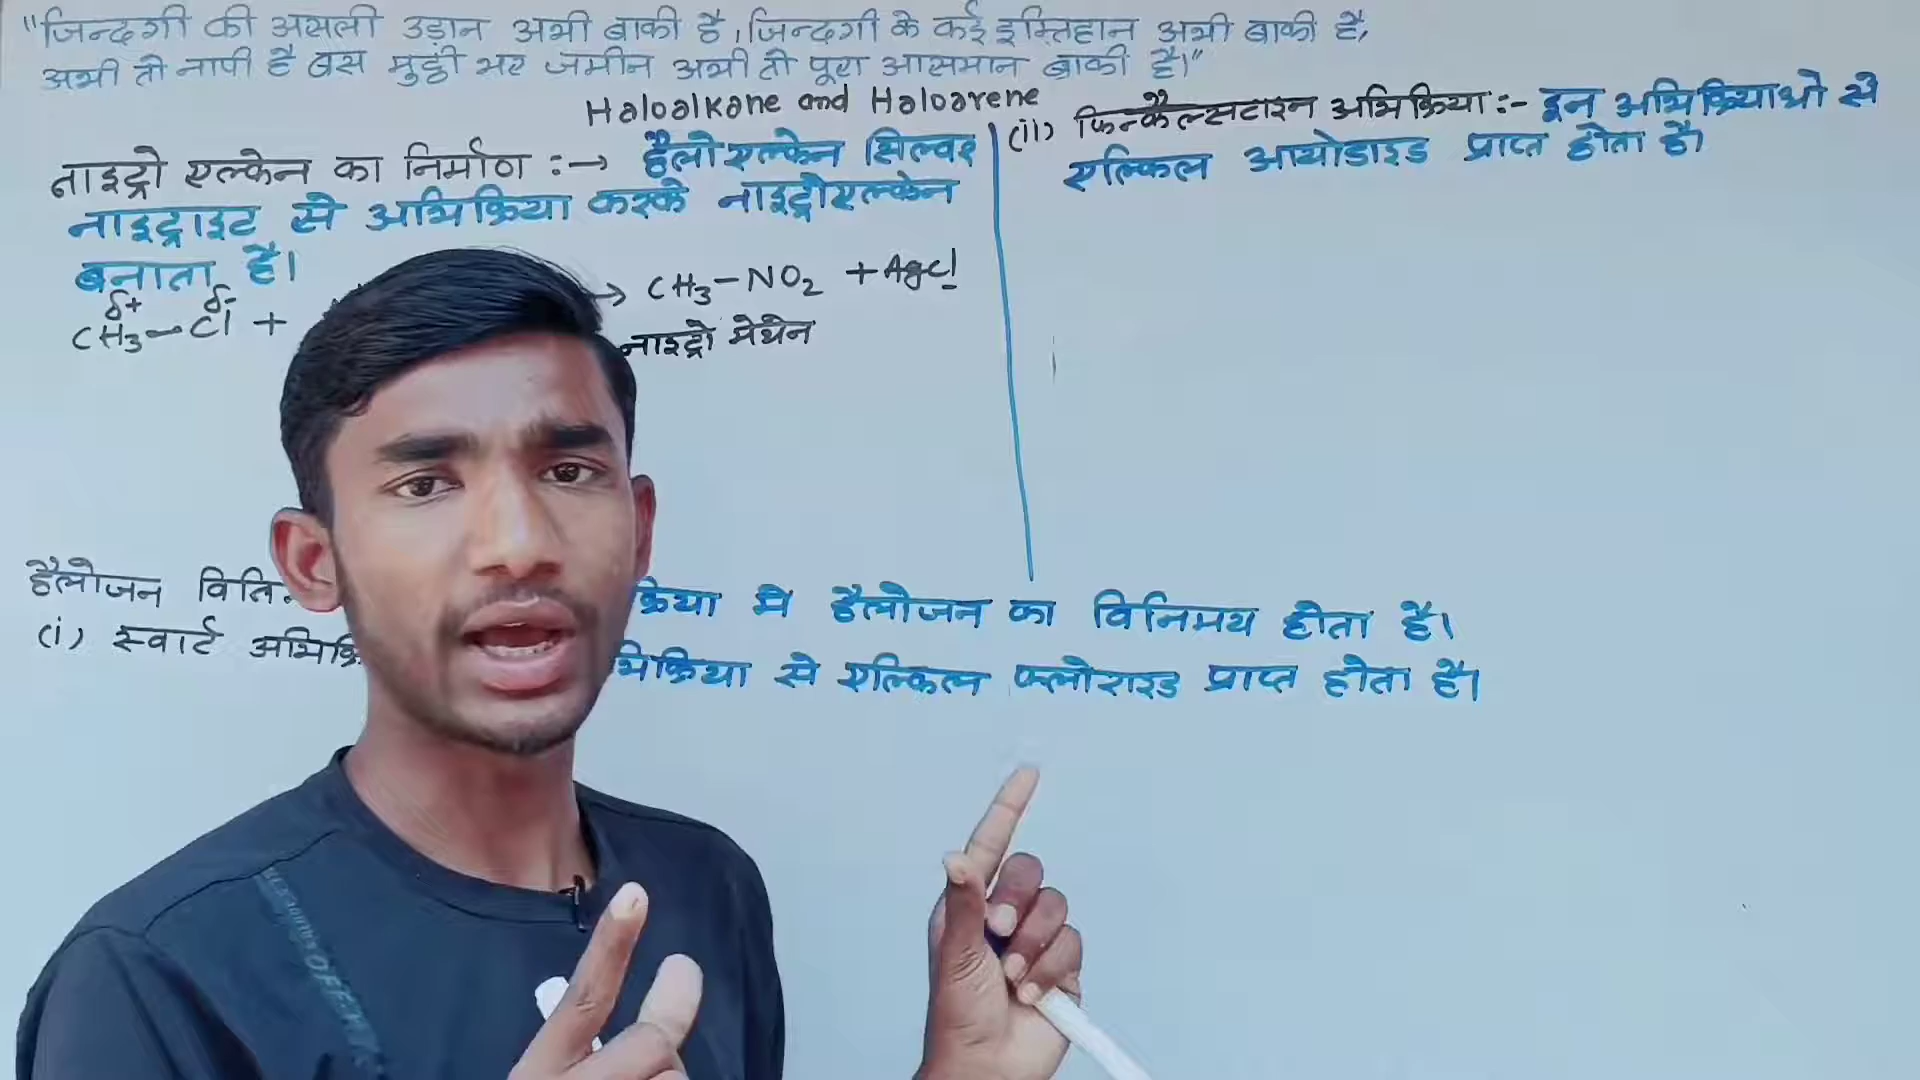 "जिन्दगी की असली उड़ान अभी बाकी है, जिन्दगी के कई इम्तिहान अभी बाकी है,
अभी तो नापी है बस मुट्ठी भर जमीन अभी तो पूरा आसमान बाकी है।"
Haloalkane and Haloarene
नाइट्रो एल्केन का निर्माण :→ हैलोएल्केन सिल्वर
नाइट्राइट से अभिक्रिया करके नाइट्रोएल्केन
बनाता है।
δ+ δ-
CH₃—Cl +
→ CH₃-NO₂ + AgCl
नाइट्रो मेथेन
(ii) फिन्कैल्सटाइन अभिक्रिया :- इन अभिक्रियाओ से
एल्किल आयोडाइड प्राप्त होता है।
हैलोजन क्रिया मे हैलोजन का विनिमय होता है।
(i) स्वार्ट से एल्किल फ्लोराइड प्राप्त होता है।